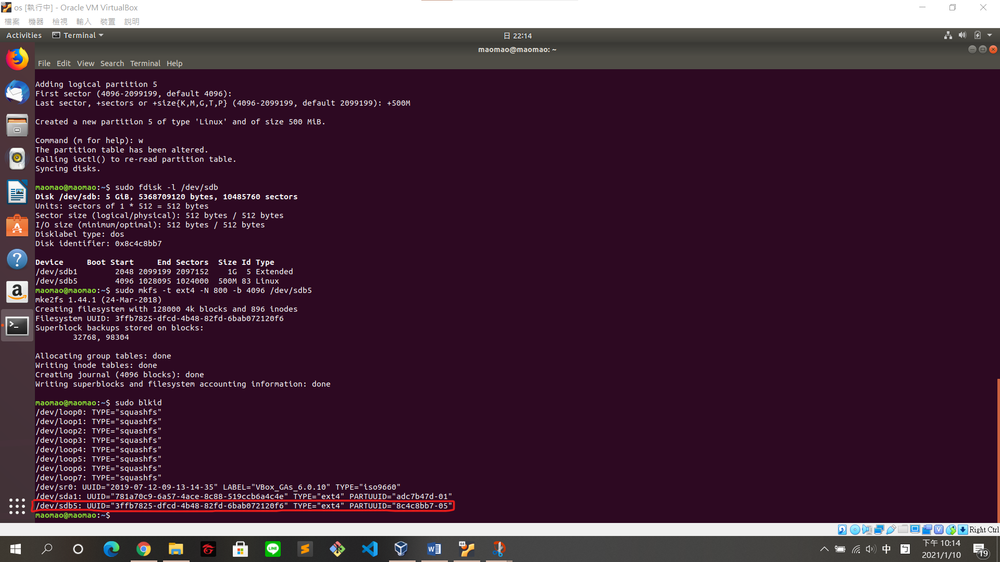 os [執行中] - Oracle VM VirtualBox
檔案 機器 檢視 輸入 裝置 說明
Activities Terminal 日 22:14
maomao@maomao: ~
File Edit View Search Terminal Help
Adding logical partition 5
First sector (4096-2099199, default 4096):
Last sector, +sectors or +size{K,M,G,T,P} (4096-2099199, default 2099199): +500M
Created a new partition 5 of type 'Linux' and of size 500 MiB.
Command (m for help): w
The partition table has been altered.
Calling ioctl() to re-read partition table.
Syncing disks.
maomao@maomao:~$ sudo fdisk -l /dev/sdb
Disk /dev/sdb: 5 GiB, 5368709120 bytes, 10485760 sectors
Units: sectors of 1 * 512 = 512 bytes
Sector size (logical/physical): 512 bytes / 512 bytes
I/O size (minimum/optimal): 512 bytes / 512 bytes
Disklabel type: dos
Disk identifier: 0x8c4c8bb7
Device     Boot Start     End Sectors  Size Id Type
/dev/sdb1        2048 2099199 2097152    1G  5 Extended
/dev/sdb5        4096 1028095 1024000  500M 83 Linux
maomao@maomao:~$ sudo mkfs -t ext4 -N 800 -b 4096 /dev/sdb5
mke2fs 1.44.1 (24-Mar-2018)
Creating filesystem with 128000 4k blocks and 896 inodes
Filesystem UUID: 3ffb7825-dfcd-4b48-82fd-6bab072120f6
Superblock backups stored on blocks:
32768, 98304
Allocating group tables: done
Writing inode tables: done
Creating journal (4096 blocks): done
Writing superblocks and filesystem accounting information: done
maomao@maomao:~$ sudo blkid
/dev/loop0: TYPE="squashfs"
/dev/loop1: TYPE="squashfs"
/dev/loop2: TYPE="squashfs"
/dev/loop3: TYPE="squashfs"
/dev/loop4: TYPE="squashfs"
/dev/loop5: TYPE="squashfs"
/dev/loop6: TYPE="squashfs"
/dev/loop7: TYPE="squashfs"
/dev/sr0: UUID="2019-07-12-09-13-14-35" LABEL="VBox_GAs_6.0.10" TYPE="iso9660"
/dev/sda1: UUID="781a70c9-6a57-4ace-8c88-519ccb6a4c4e" TYPE="ext4" PARTUUID="adc7b47d-01"
/dev/sdb5: UUID="3ffb7825-dfcd-4b48-82fd-6bab072120f6" TYPE="ext4" PARTUUID="8c4c8bb7-05"
maomao@maomao:~$
Right Ctrl
中 下午 10:14
2021/1/10
19